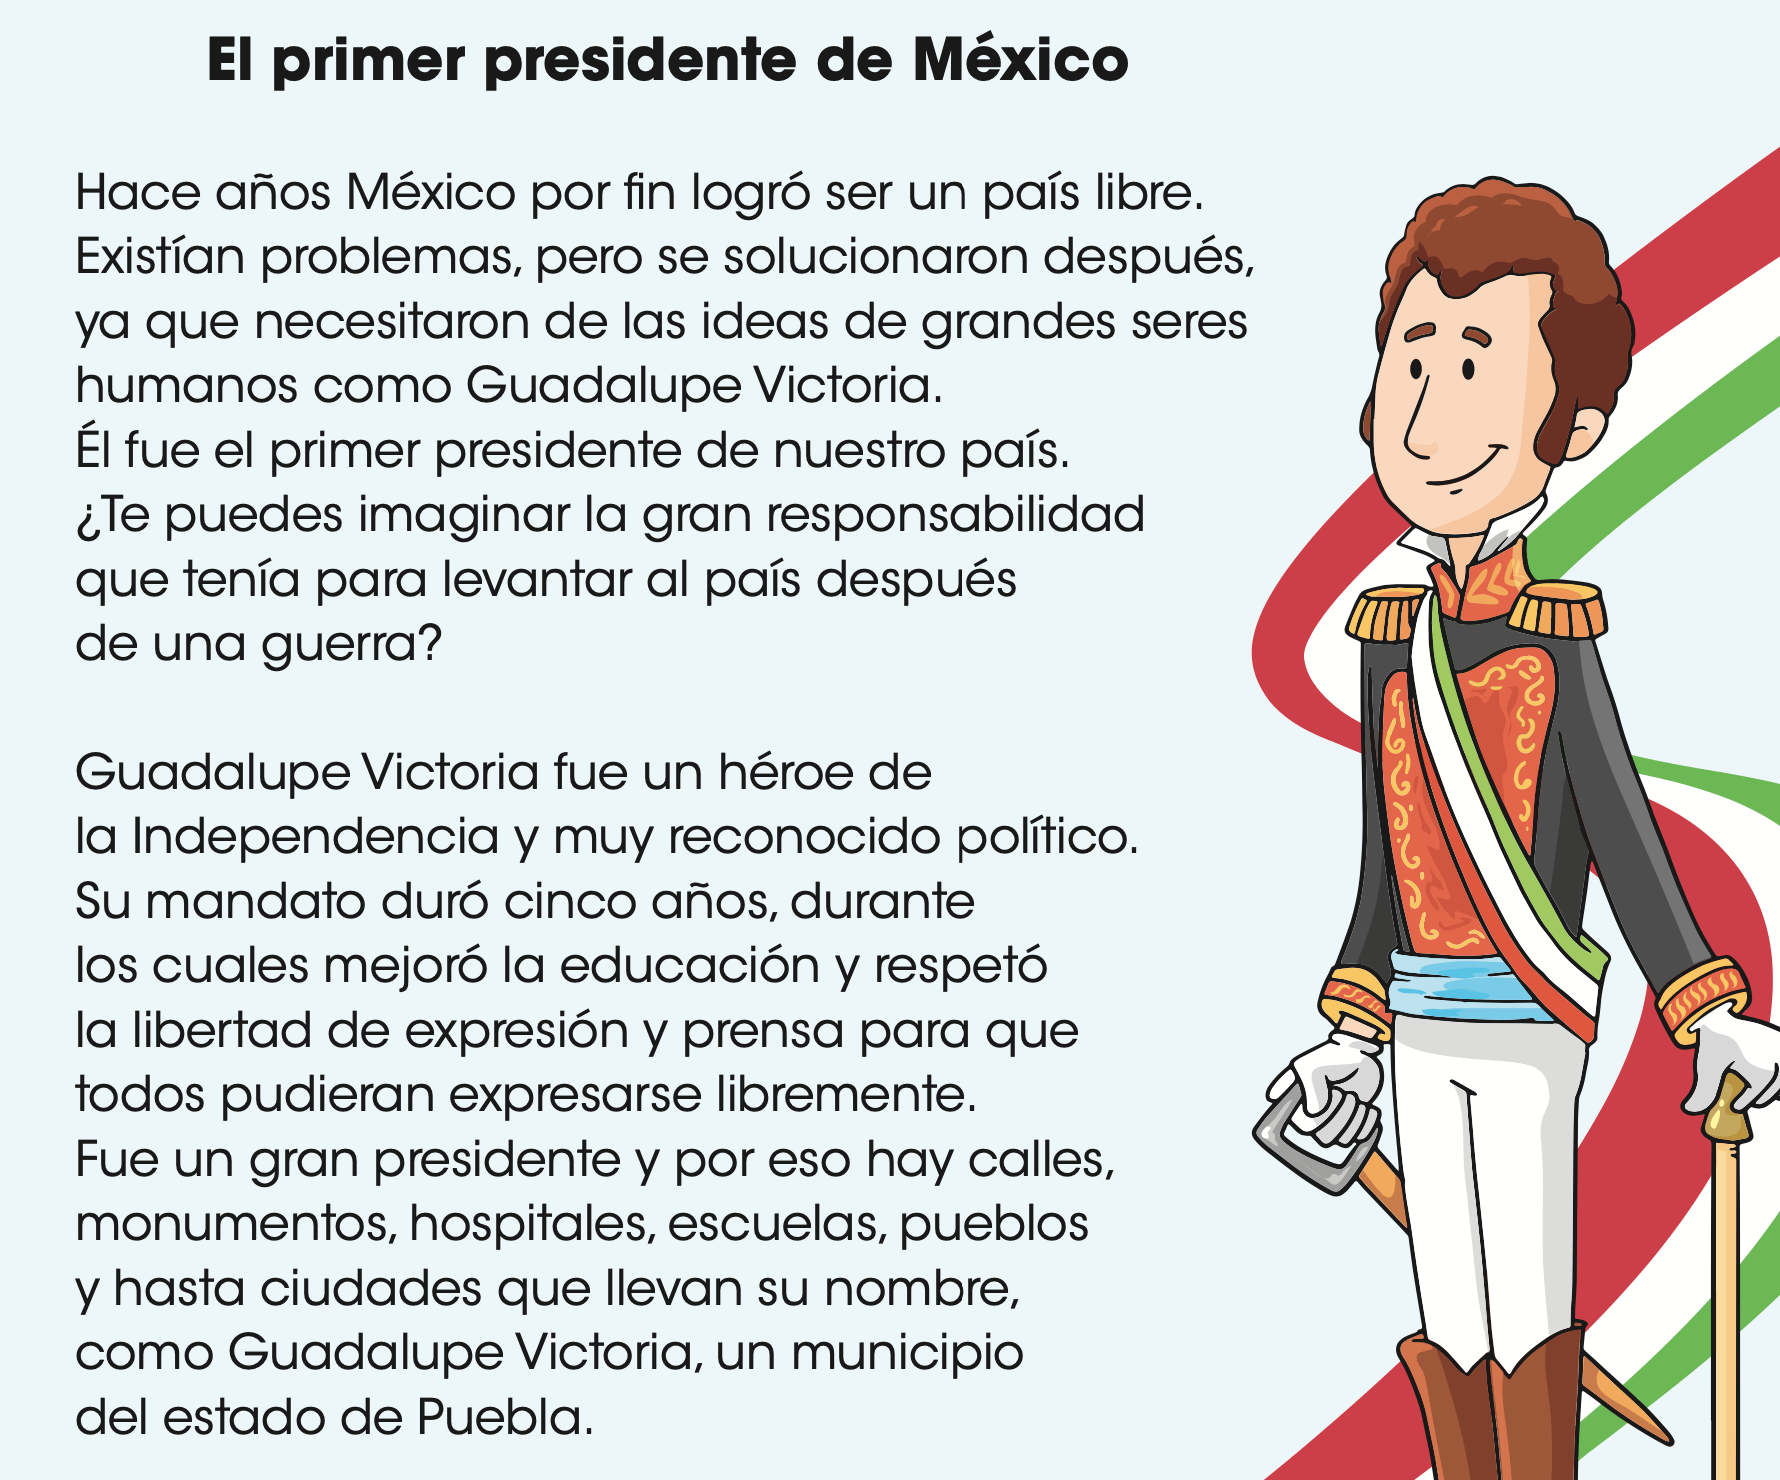 El primer presidente de México
Hace años México por fin logró ser un país libre.
Existían problemas, pero se solucionaron después,
ya que necesitaron de las ideas de grandes seres
humanos como Guadalupe Victoria.
Él fue el primer presidente de nuestro país.
¿Te puedes imaginar la gran responsabilidad
que tenía para levantar al país después
de una guerra?
Guadalupe Victoria fue un héroe de
la Independencia y muy reconocido político.
Su mandato duró cinco años, durante
los cuales mejoró la educación y respetó
la libertad de expresión y prensa para que
todos pudieran expresarse libremente.
Fue un gran presidente y por eso hay calles,
monumentos, hospitales, escuelas, pueblos
y hasta ciudades que llevan su nombre,
como Guadalupe Victoria, un municipio
del estado de Puebla.